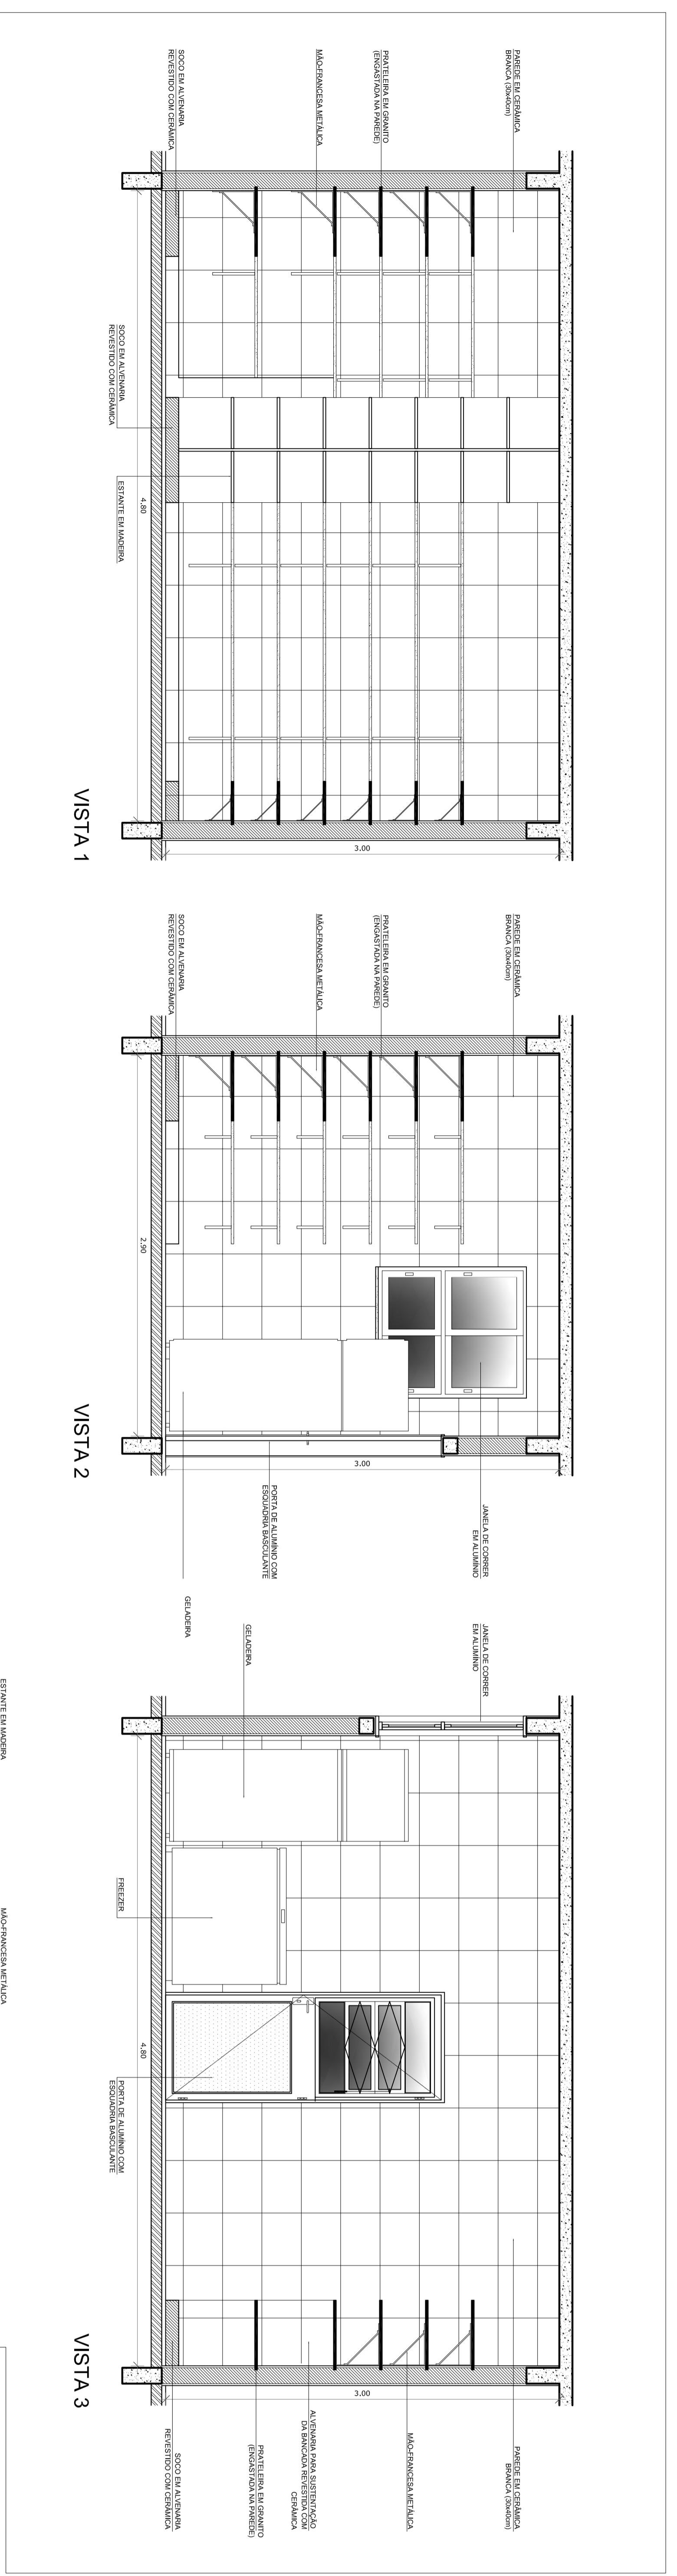 PAREDE EM CERÂMICA
BRANCA (30x40cm)
PRATELEIRA EM GRANITO
(ENGASTADA NA PAREDE)
MÃO-FRANCESA METÁLICA
SOCO EM ALVENARIA
REVESTIDO COM CERÂMICA
SOCO EM ALVENARIA
REVESTIDO COM CERÂMICA
ESTANTE EM MADEIRA
4,80
3.00
VISTA 1
PAREDE EM CERÂMICA
BRANCA (30x40cm)
PRATELEIRA EM GRANITO
(ENGASTADA NA PAREDE)
MÃO-FRANCESA METÁLICA
SOCO EM ALVENARIA
REVESTIDO COM CERÂMICA
2,90
3.00
JANELA DE CORRER
EM ALUMÍNIO
PORTA DE ALUMÍNIO COM
ESQUADRIA BASCULANTE
GELADEIRA
VISTA 2
JANELA DE CORRER
EM ALUMÍNIO
GELADEIRA
FREEZER
4,80
PORTA DE ALUMÍNIO COM
ESQUADRIA BASCULANTE
3.00
PAREDE EM CERÂMICA
BRANCA (30x40cm)
MÃO-FRANCESA METÁLICA
ALVENARIA PARA SUSTENTAÇÃO
DA BANCADA REVESTIDA COM
CERÂMICA
PRATELEIRA EM GRANITO
(ENGASTADA NA PAREDE)
SOCO EM ALVENARIA
REVESTIDO COM CERÂMICA
VISTA 3
ESTANTE EM MADEIRA
MÃO-FRANCESA METÁLICA